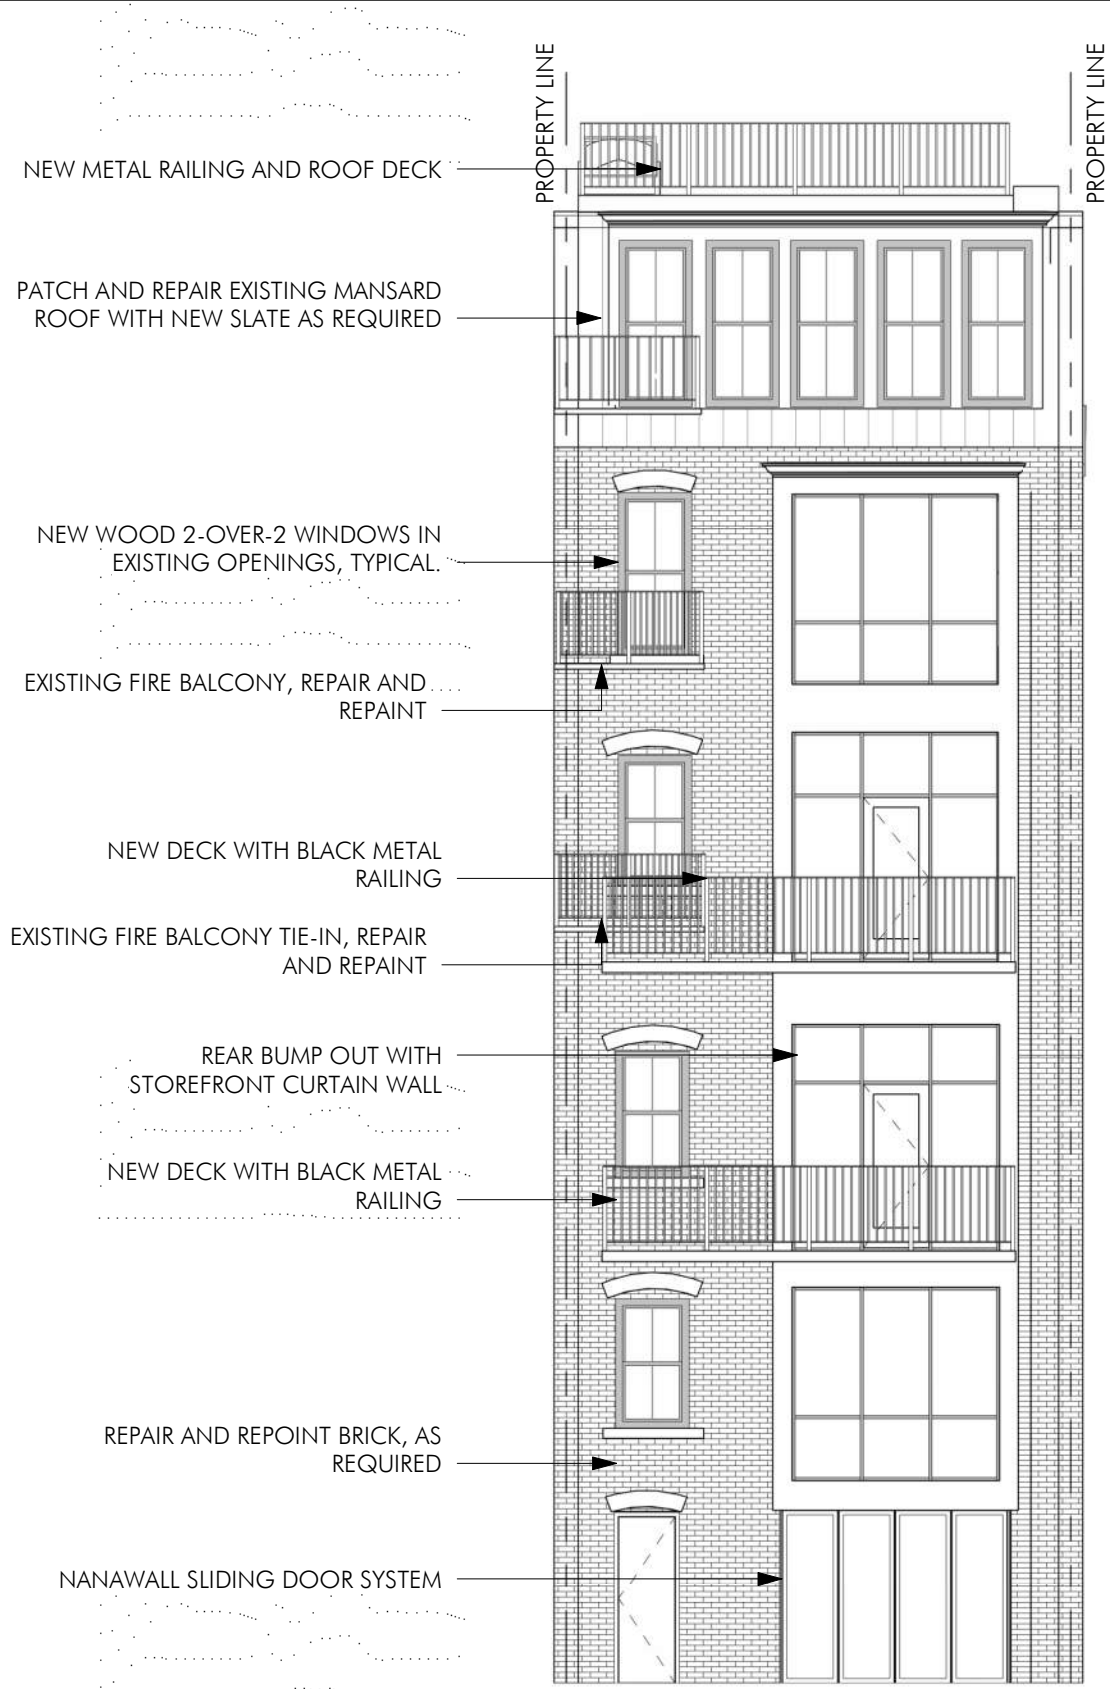 PROPERTY LINE
PROPERTY LINE
NEW METAL RAILING AND ROOF DECK
PATCH AND REPAIR EXISTING MANSARD
ROOF WITH NEW SLATE AS REQUIRED
NEW WOOD 2-OVER-2 WINDOWS IN
EXISTING OPENINGS, TYPICAL.
EXISTING FIRE BALCONY, REPAIR AND
REPAINT
NEW DECK WITH BLACK METAL
RAILING
EXISTING FIRE BALCONY TIE-IN, REPAIR
AND REPAINT
REAR BUMP OUT WITH
STOREFRONT CURTAIN WALL
NEW DECK WITH BLACK METAL
RAILING
REPAIR AND REPOINT BRICK, AS
REQUIRED
NANAWALL SLIDING DOOR SYSTEM